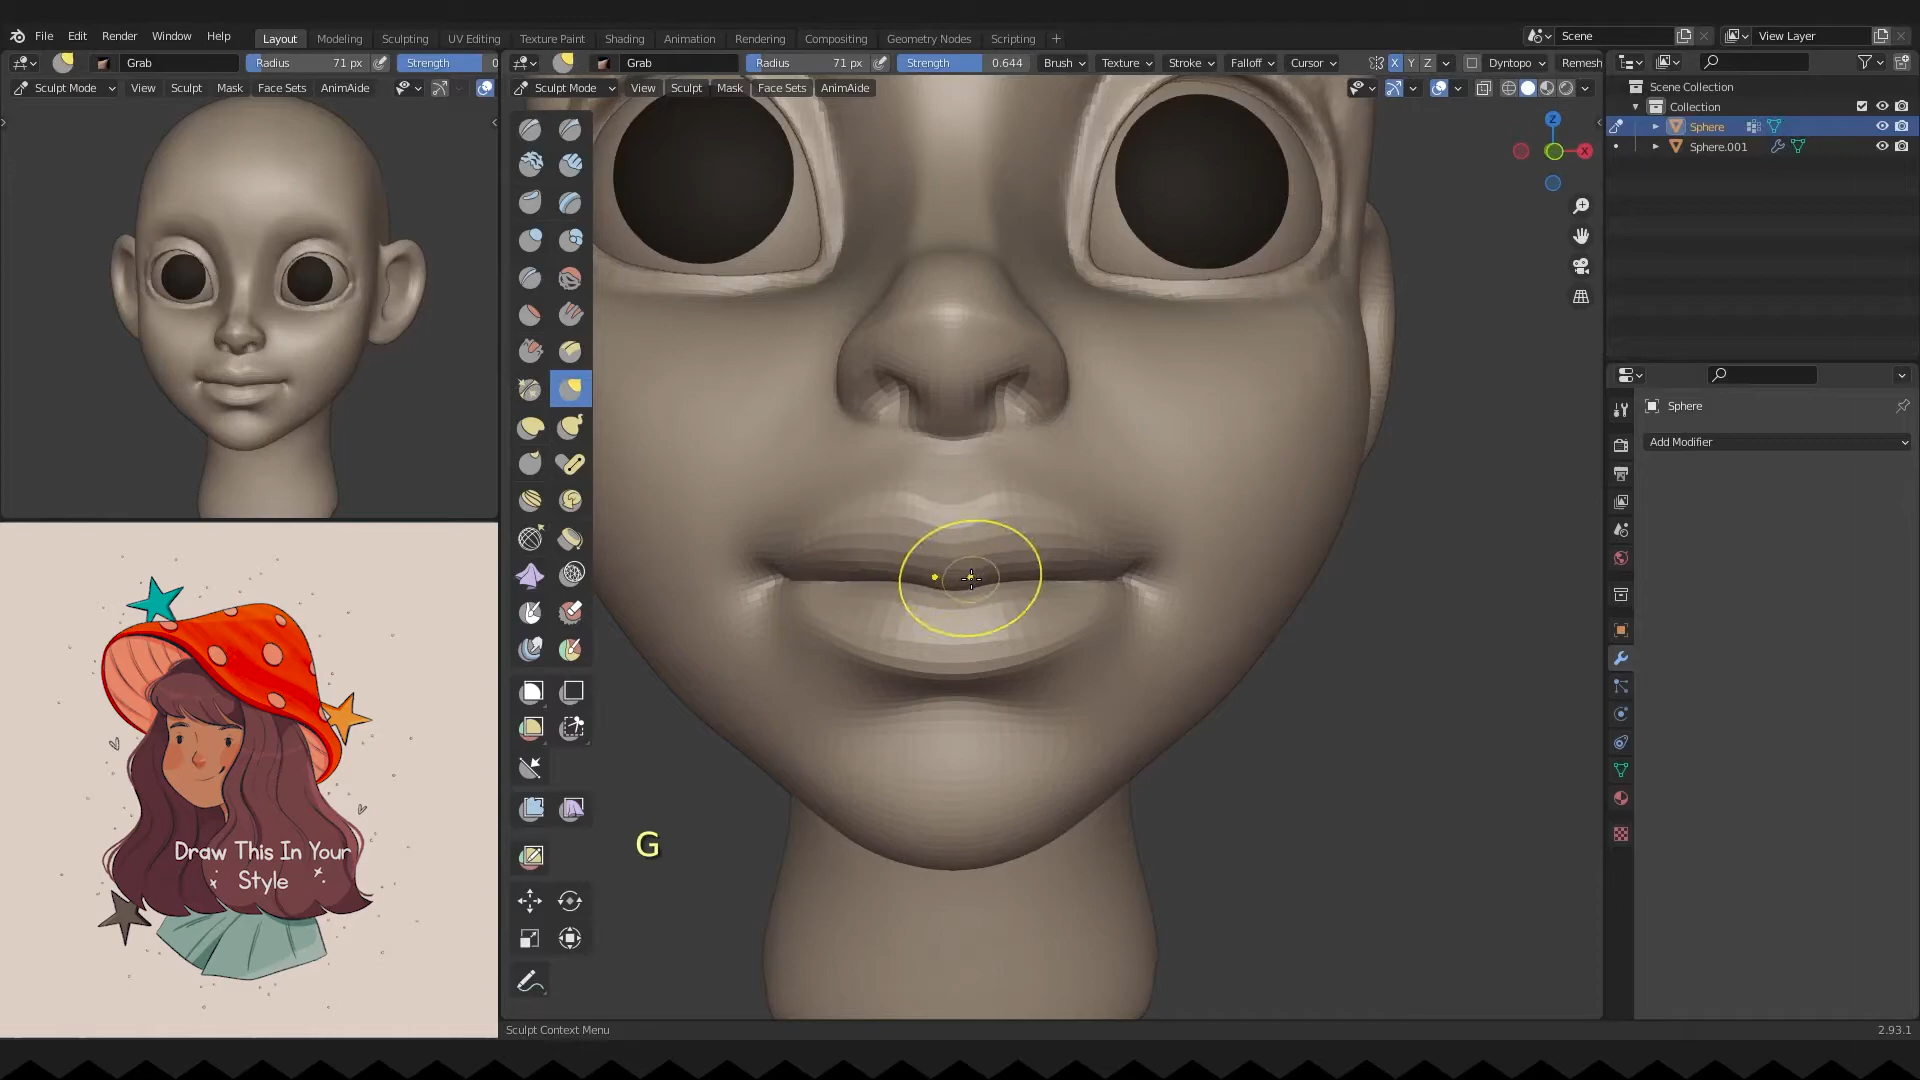 File Edit Render Window Help Layout Modeling Sculpting UV Editing Texture Paint Shading Animation Rendering Compositing Geometry Nodes Scripting + Scene View Layer
Grab Radius 71 px Strength 0 Grab Radius 71 px Strength 0.644 Brush Texture Stroke Falloff Cursor X Y Z Dyntopo Remesh
Sculpt Mode View Sculpt Mask Face Sets AnimAide Sculpt Mode View Sculpt Mask Face Sets AnimAide
Scene Collection
Collection
Sphere
Sphere.001
Z
X
Sphere
Add Modifier
G
Draw This In Your
Style
Sculpt Context Menu
2.93.1